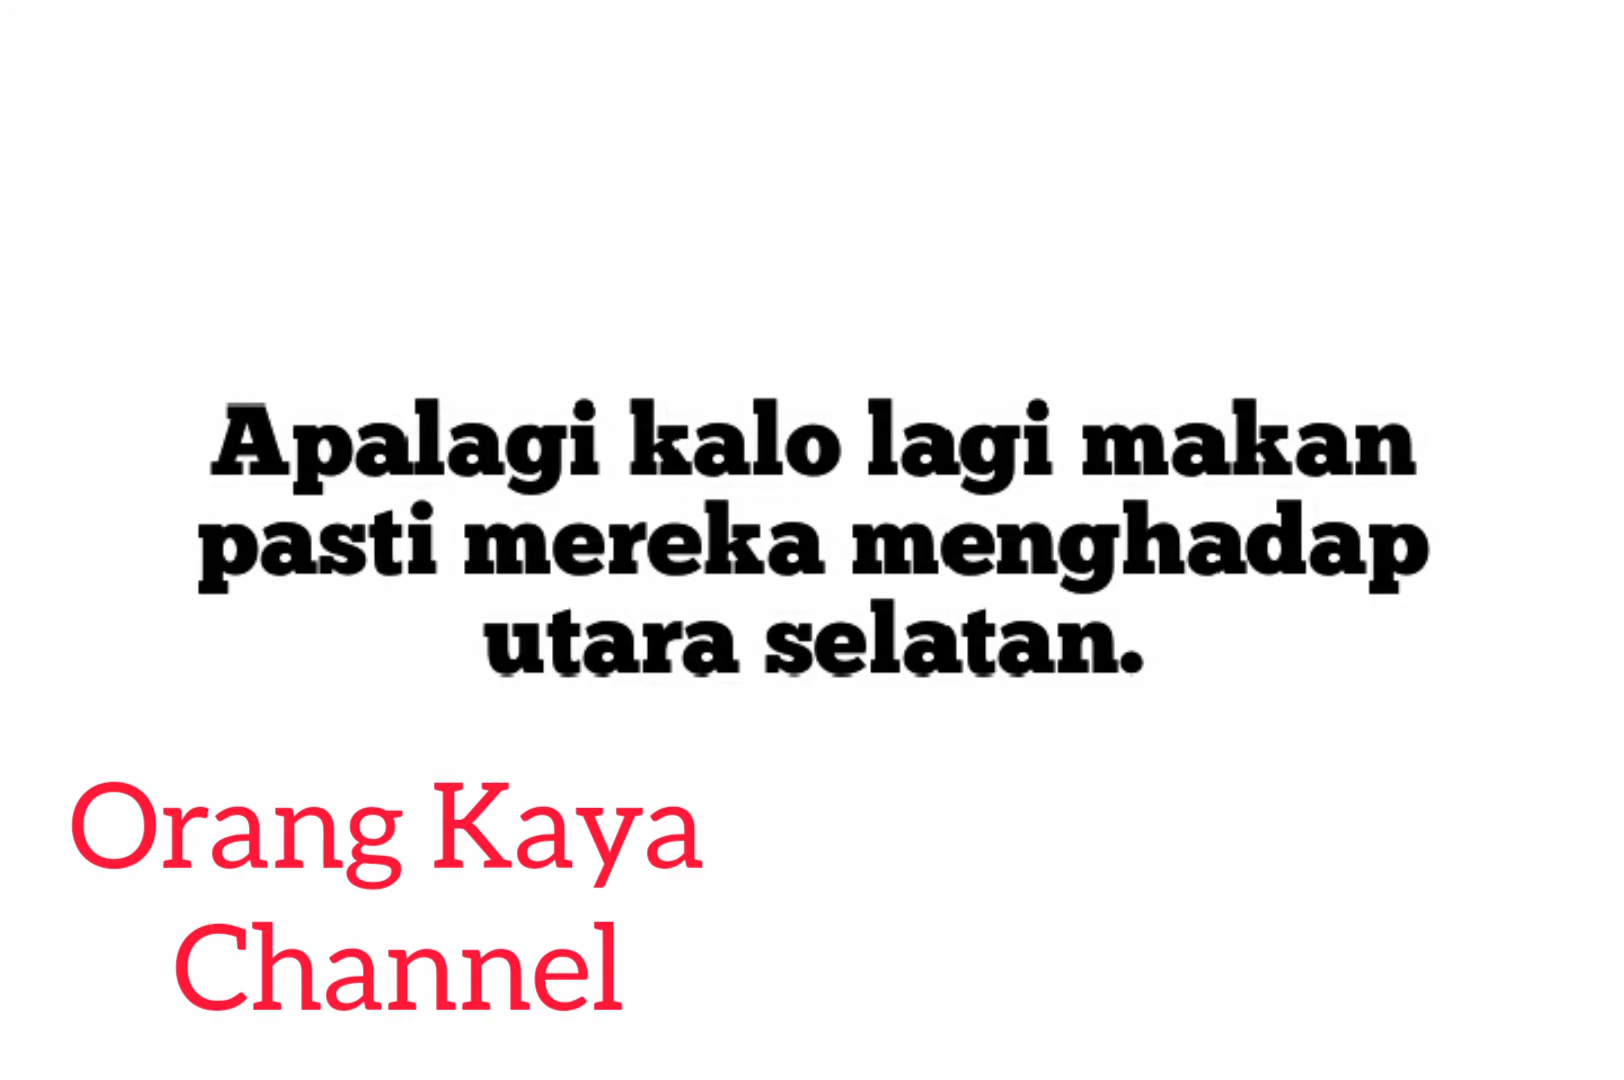 Apalagi kalo lagi makan
pasti mereka menghadap
utara selatan.
Orang Kaya
Channel